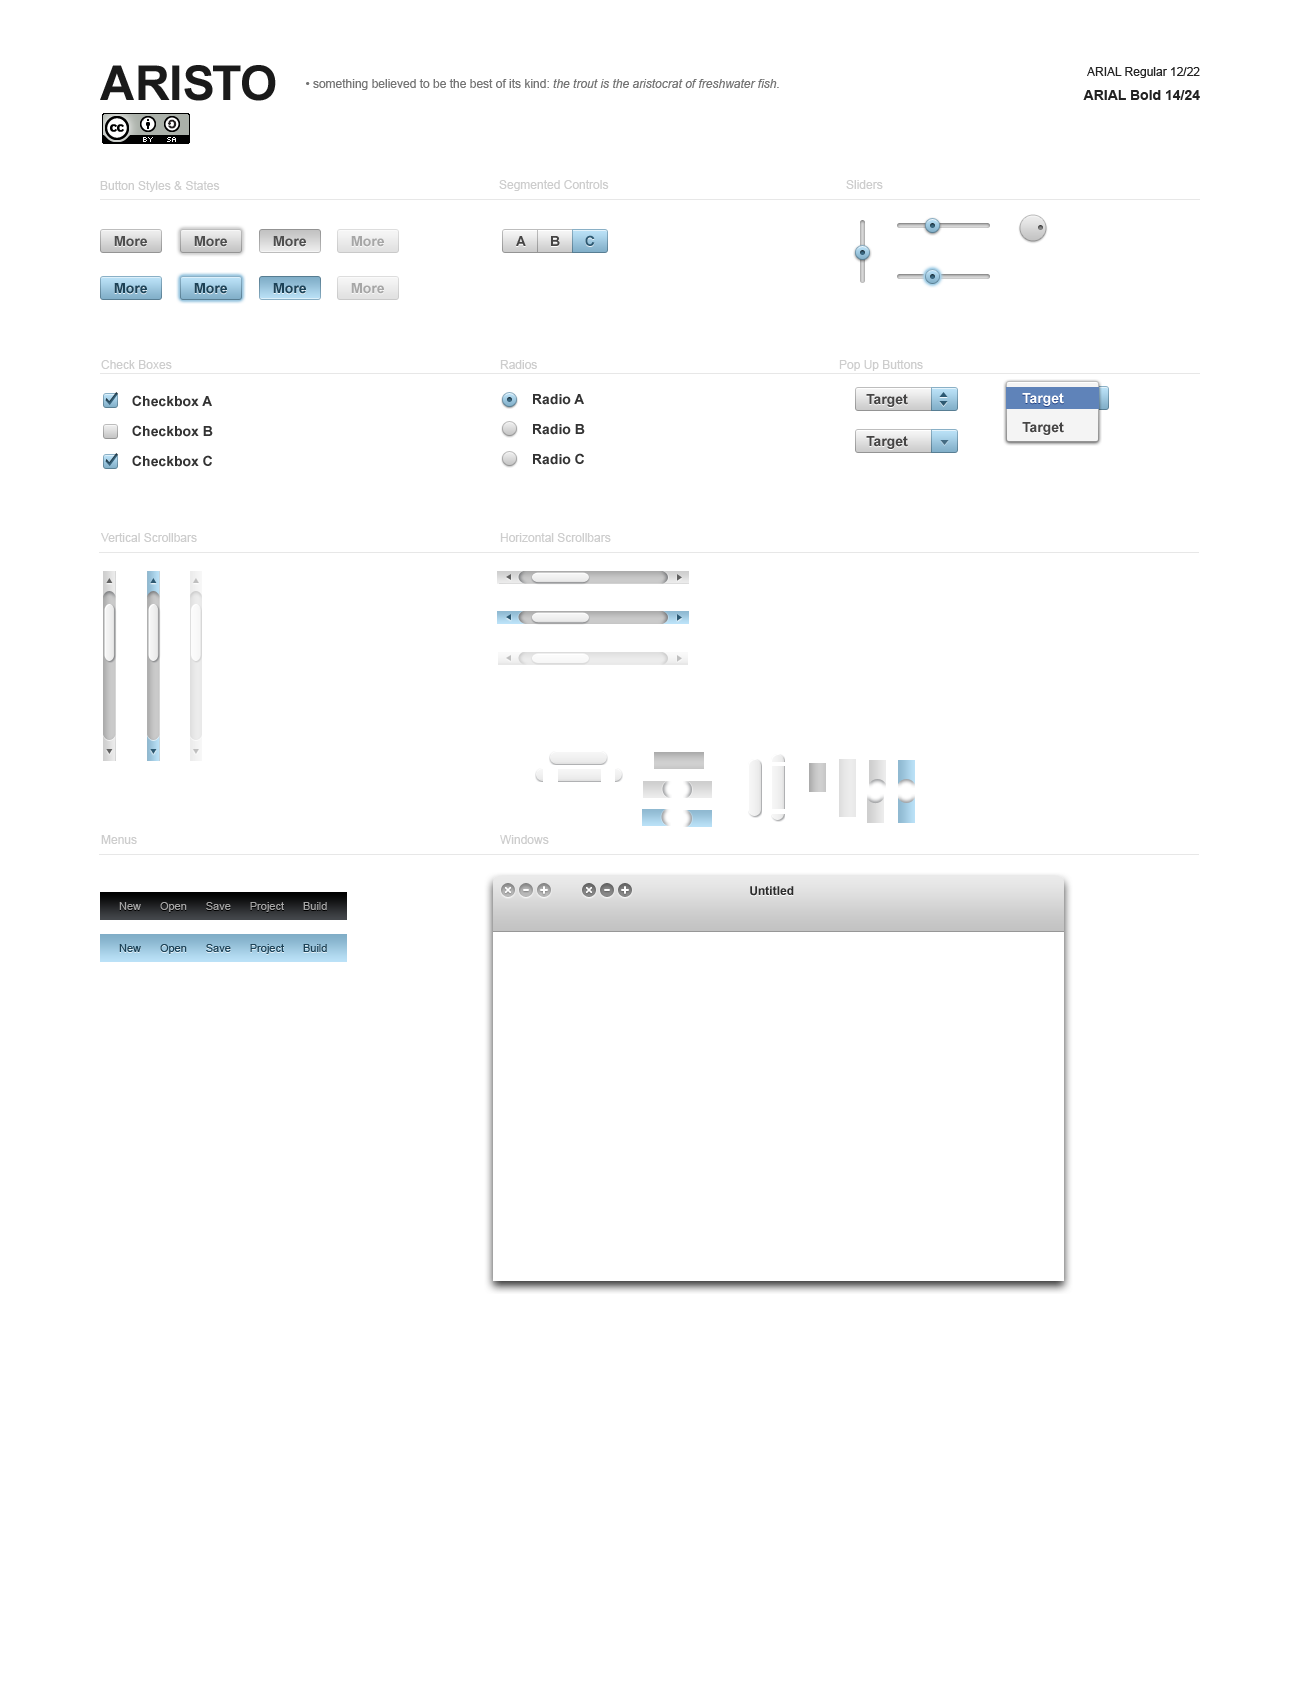 ARISTO
• something believed to be the best of its kind: the trout is the aristocrat of freshwater fish.
ARIAL Regular 12/22
ARIAL Bold 14/24
cc BY SA
Button Styles & States
Segmented Controls
Sliders
More More More More
A B C
More More More More
Check Boxes
Radios
Pop Up Buttons
Checkbox A
Checkbox B
Checkbox C
Radio A
Radio B
Radio C
Target
Target
Target
Target
Vertical Scrollbars
Horizontal Scrollbars
Menus
Windows
New Open Save Project Build
New Open Save Project Build
Untitled